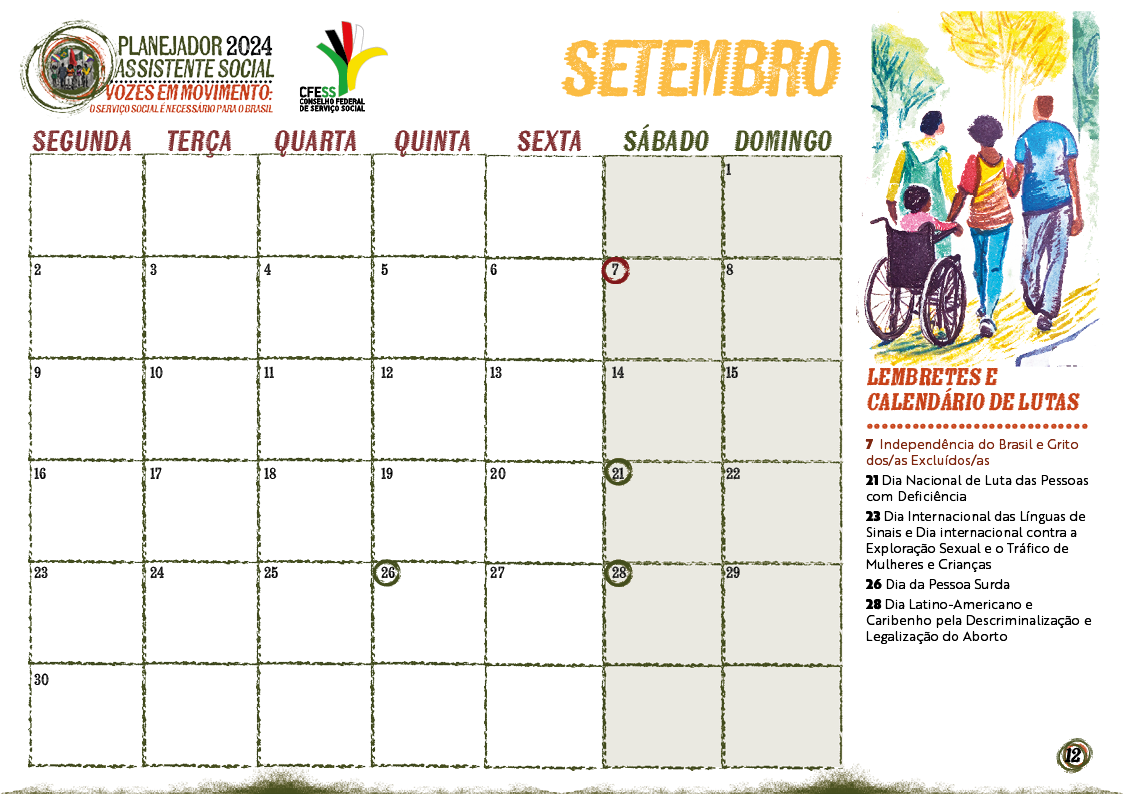 PLANEJADOR 2024
ASSISTENTE SOCIAL
VOZES EM MOVIMENTO:
O SERVIÇO SOCIAL É NECESSÁRIO PARA O BRASIL
CFESS
CONSELHO FEDERAL
DE SERVIÇO SOCIAL
SETEMBRO
SEGUNDA TERÇA QUARTA QUINTA SEXTA SÁBADO DOMINGO
1
2 3 4 5 6 7 8
9 10 11 12 13 14 15
16 17 18 19 20 21 22
23 24 25 26 27 28 29
30
LEMBRETES E
CALENDÁRIO DE LUTAS
7 Independência do Brasil e Grito
dos/as Excluídos/as
21 Dia Nacional de Luta das Pessoas
com Deficiência
23 Dia Internacional das Línguas de
Sinais e Dia internacional contra a
Exploração Sexual e o Tráfico de
Mulheres e Crianças
26 Dia da Pessoa Surda
28 Dia Latino-Americano e
Caribenho pela Descriminalização e
Legalização do Aborto
12